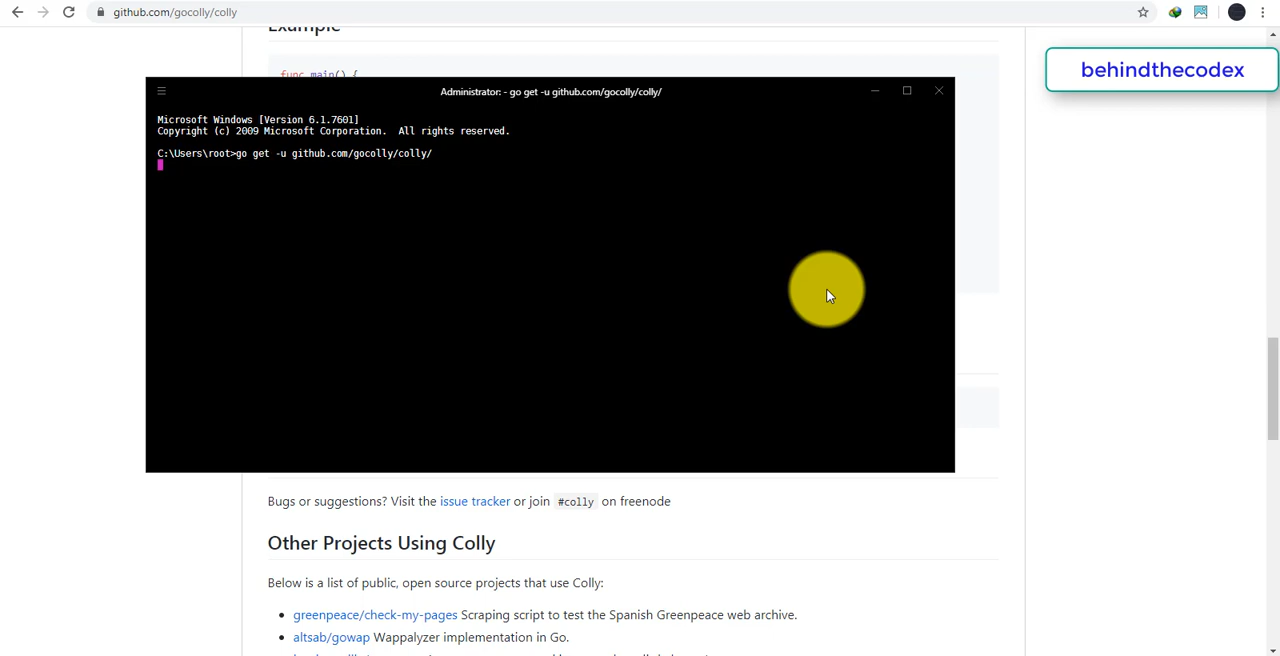 github.com/gocolly/colly
behindthecodex
Example
func main() {
Administrator: - go get -u github.com/gocolly/colly/
Microsoft Windows [Version 6.1.7601]
Copyright (c) 2009 Microsoft Corporation.  All rights reserved.
C:\Users\root>go get -u github.com/gocolly/colly/
Bugs or suggestions? Visit the issue tracker or join #colly on freenode
Other Projects Using Colly
Below is a list of public, open source projects that use Colly:
greenpeace/check-my-pages Scraping script to test the Spanish Greenpeace web archive.
altsab/gowap Wappalyzer implementation in Go.